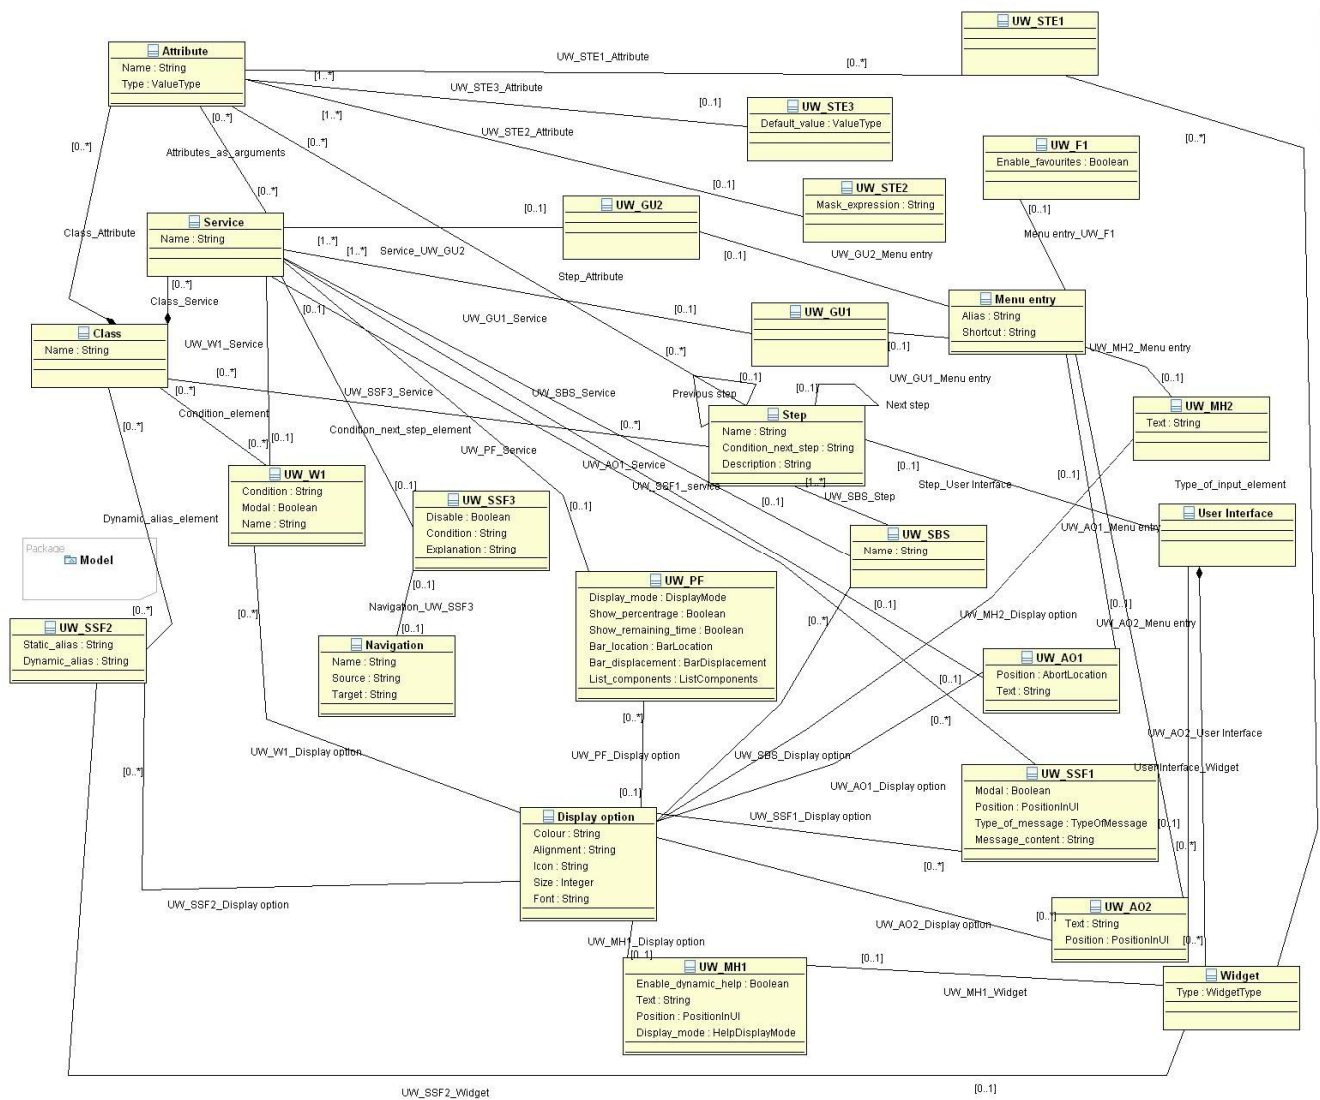 UW_STE1
Attribute
Name : String
Type : ValueType
UW_STE1_Attribute
[0..*]
[1..*]
UW_STE3_Attribute
[0..1]
UW_STE3
Default_value : ValueType
[1..*]
UW_STE2_Attribute
[0..*]
[0..*]
[0..*]
UW_F1
Enable_favourites : Boolean
[0..*]
Attributes_as_arguments
[0..*]
[0..1]
UW_STE2
Mask_expression : String
[0..1]
UW_GU2
[0..1]
Service
Name : String
Class_Attribute
[1..*]
[1..*]
Service_UW_GU2
Menu entry_UW_F1
UW_GU2_Menu entry
[0..1]
Step_Attribute
[0..*]
Class_Service
[0..1]
Menu entry
Alias : String
Shortcut : String
UW_GU1_Service
[0..1]
UW_GU1
Class
Name : String
UW_W1_Service
[0..1]
UW_MH2_Menu entry
[0..*]
[0..*]
[0..*]
UW_SSF3_Service
UW_SBS_Service
Previous step
[0..1]
[0..1]
UW_GU1_Menu entry
[0..1]
Next step
Condition_element
[0..*]
[0..*]
[0..1]
Condition_next_step_element
[0..*]
Step
Name : String
Condition_next_step : String
Description : String
UW_MH2
Text : String
UW_PF_Service
UW_AO1_Service
UW_SSF1_service
UW_W1
Condition : String
Modal : Boolean
Name : String
[0..1]
[0..1]
Step_User Interface
[0..1]
Type_of_input_element
[1..*]
UW_SBS_Step
[0..1]
[0..1]
UW_SSF3
Disable : Boolean
Condition : String
Explanation : String
Dynamic_alias_element
User Interface
UW_AO1_Menu entry
UW_SBS
Name : String
Package
Model
[0..1]
Navigation_UW_SSF3
[0..1]
UW_PF
Display_mode : DisplayMode
Show_percentage : Boolean
Show_remaining_time : Boolean
Bar_location : BarLocation
Bar_displacement : BarDisplacement
List_components : ListComponents
[0..*]
[0..*]
[0..*]
UW_MH2_Display option
[0..1]
UW_AO2_Menu entry
UW_SSF2
Static_alias : String
Dynamic_alias : String
Navigation
Name : String
Source : String
Target : String
UW_AO1
Position : AbortLocation
Text : String
[0..1]
[0..*]
[0..*]
UW_AO2_User Interface
UW_W1_Display option
UW_PF_Display option
UW_SBS_Display option
UserInterface_Widget
[0..*]
[0..1]
UW_AO1_Display option
UW_SSF1
Modal : Boolean
Position : PositionInUI
Type_of_message : TypeOfMessage
Message_content : String
[0..1]
[0..*]
UW_SSF1_Display option
[0..*]
Display option
Colour : String
Alignment : String
Icon : String
Size : Integer
Font : String
UW_SSF2_Display option
UW_AO2_Display option
[0..*]
UW_AO2
Text : String
Position : PositionInUI
[0..*]
UW_MH1_Display option
[0..1]
UW_MH1
Enable_dynamic_help : Boolean
Text : String
Position : PositionInUI
Display_mode : HelpDisplayMode
[0..1]
UW_MH1_Widget
Widget
Type : WidgetType
UW_SSF2_Widget
[0..1]